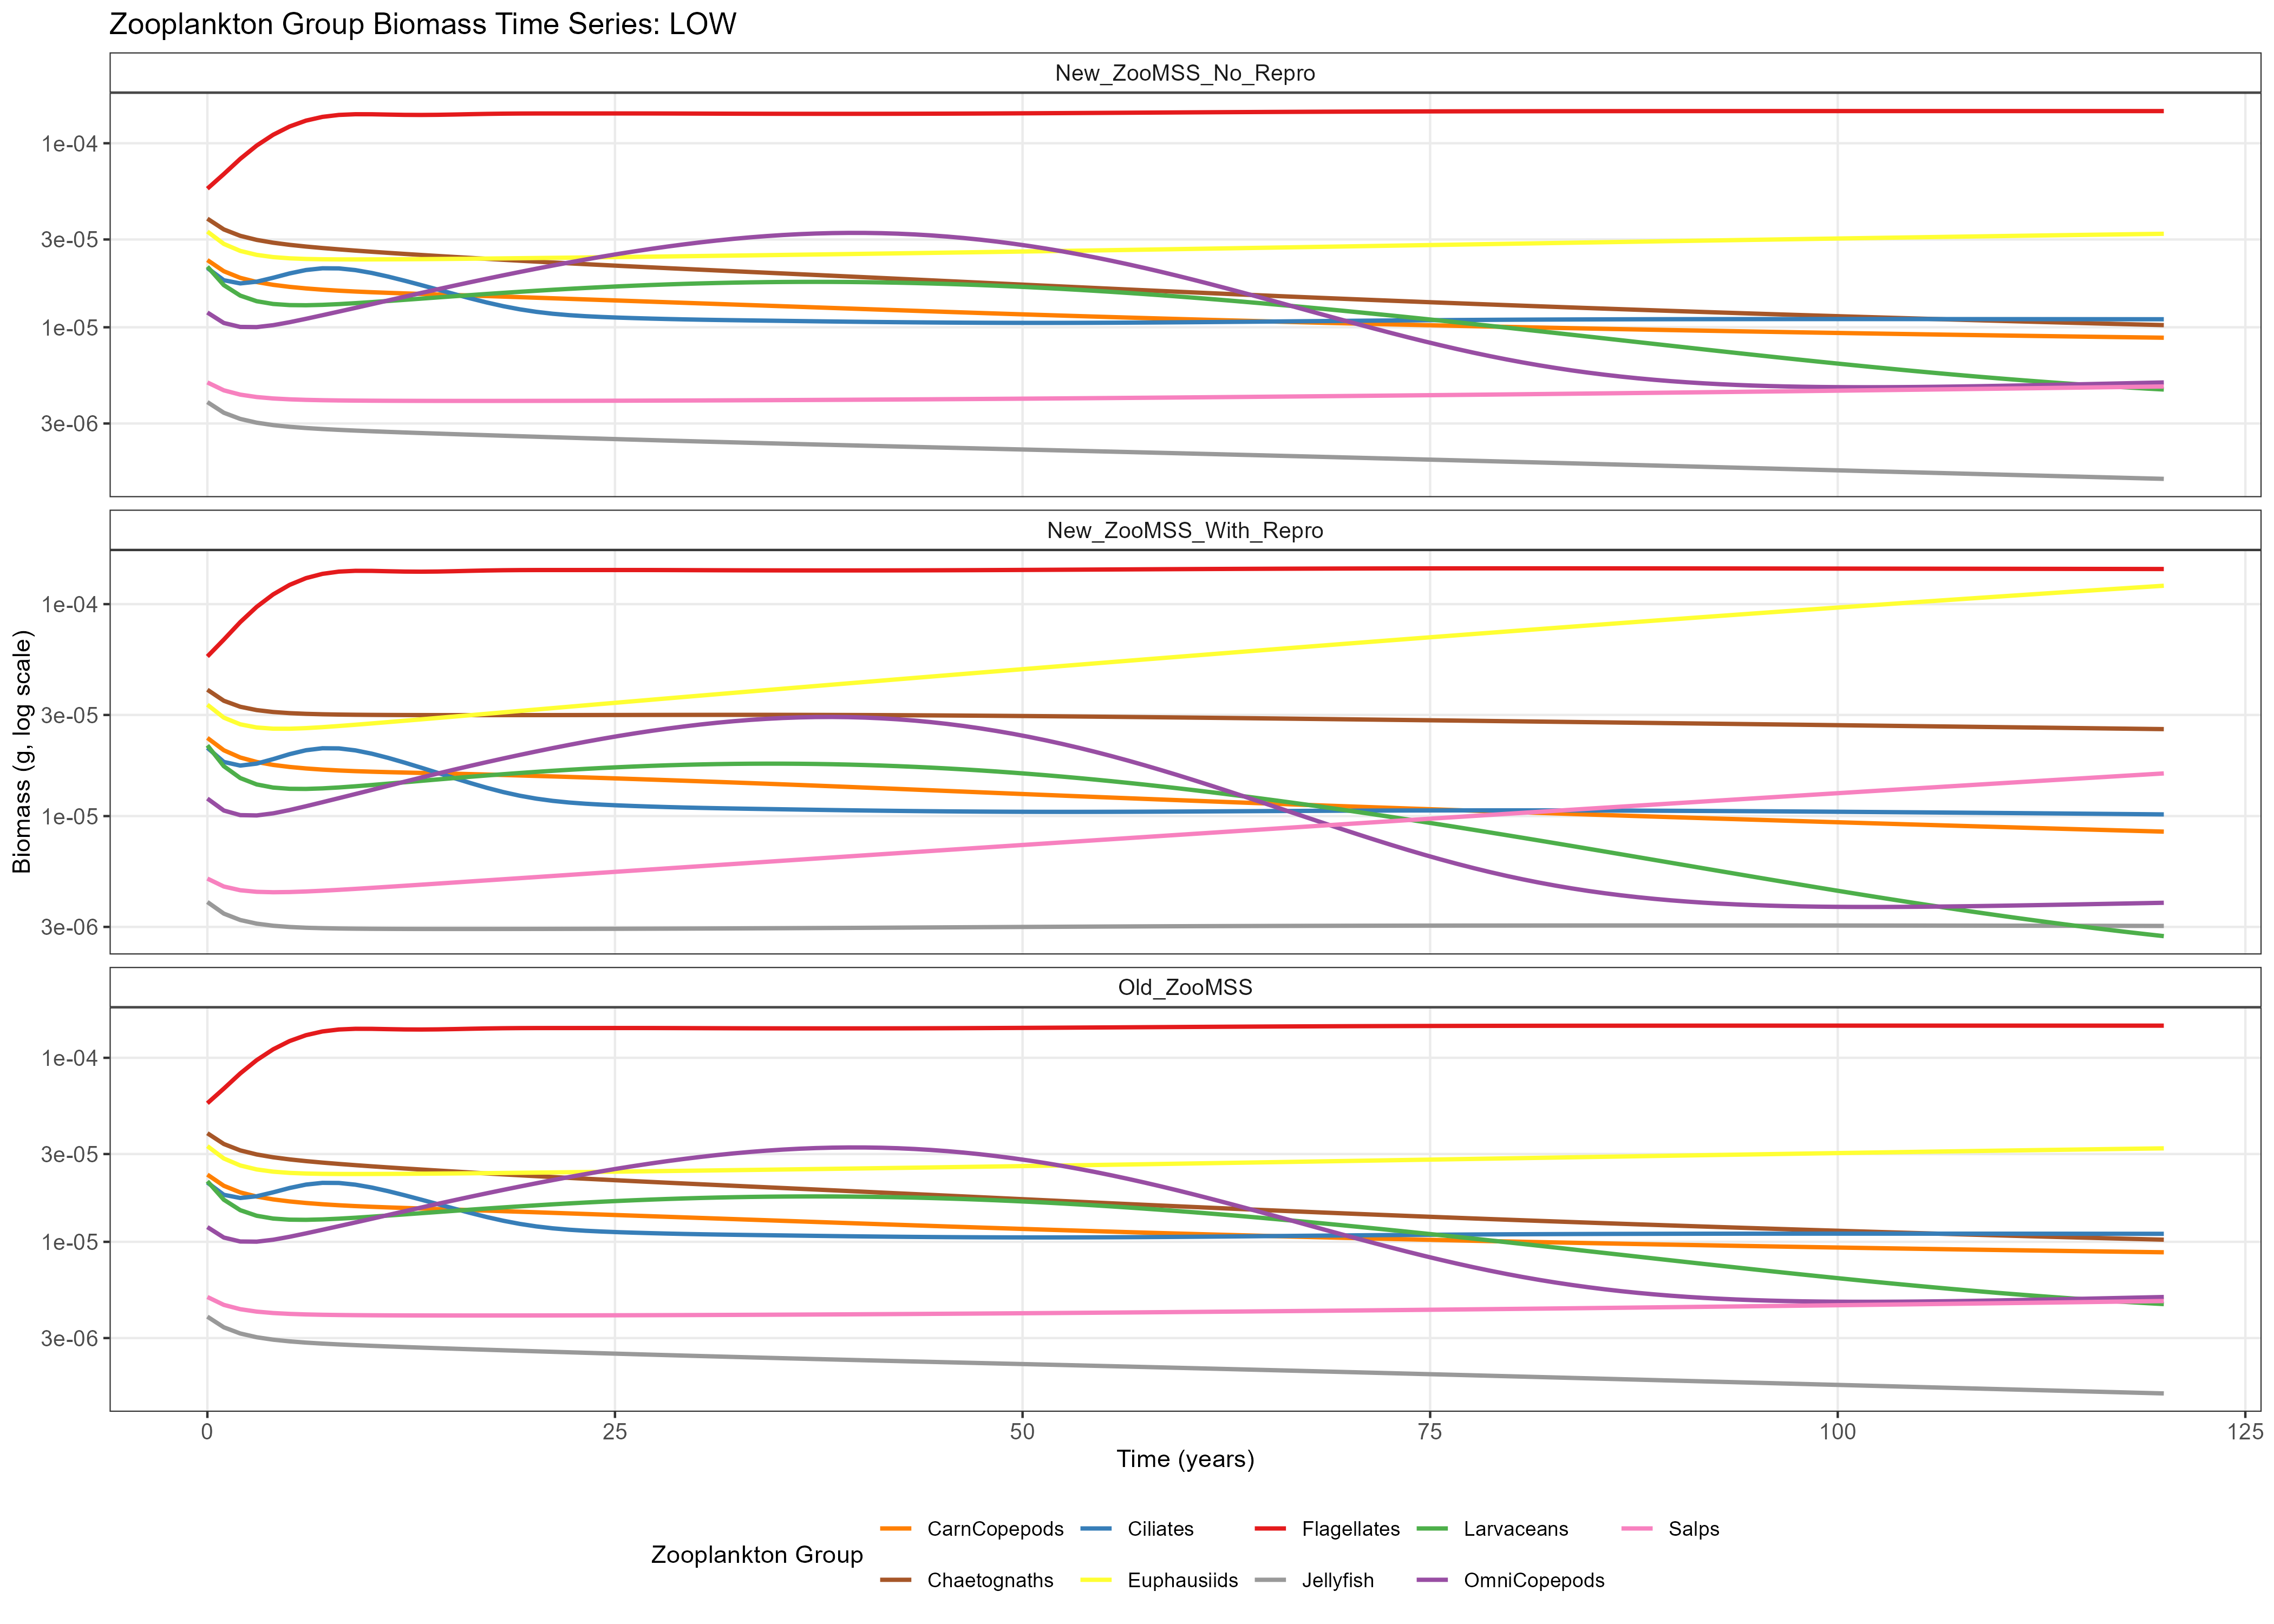 Zooplankton Group Biomass Time Series: LOW
New_ZooMSS_No_Repro
1e-04
3e-05
1e-05
3e-06
New_ZooMSS_With_Repro
1e-04
3e-05
1e-05
3e-06
Biomass (g, log scale)
Old_ZooMSS
1e-04
3e-05
1e-05
3e-06
0 25 50 75 100 125
Time (years)
Zooplankton Group
CarnCopepods Ciliates Flagellates Larvaceans Salps
Chaetognaths Euphausiids Jellyfish OmniCopepods